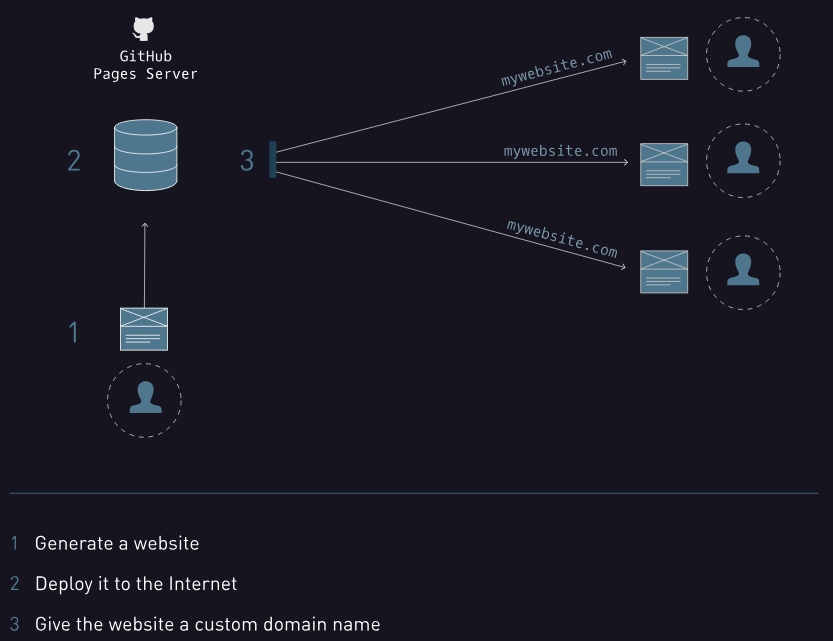 GitHub
Pages Server
mywebsite.com
2
3
mywebsite.com
mywebsite.com
1
1 Generate a website
2 Deploy it to the Internet
3 Give the website a custom domain name